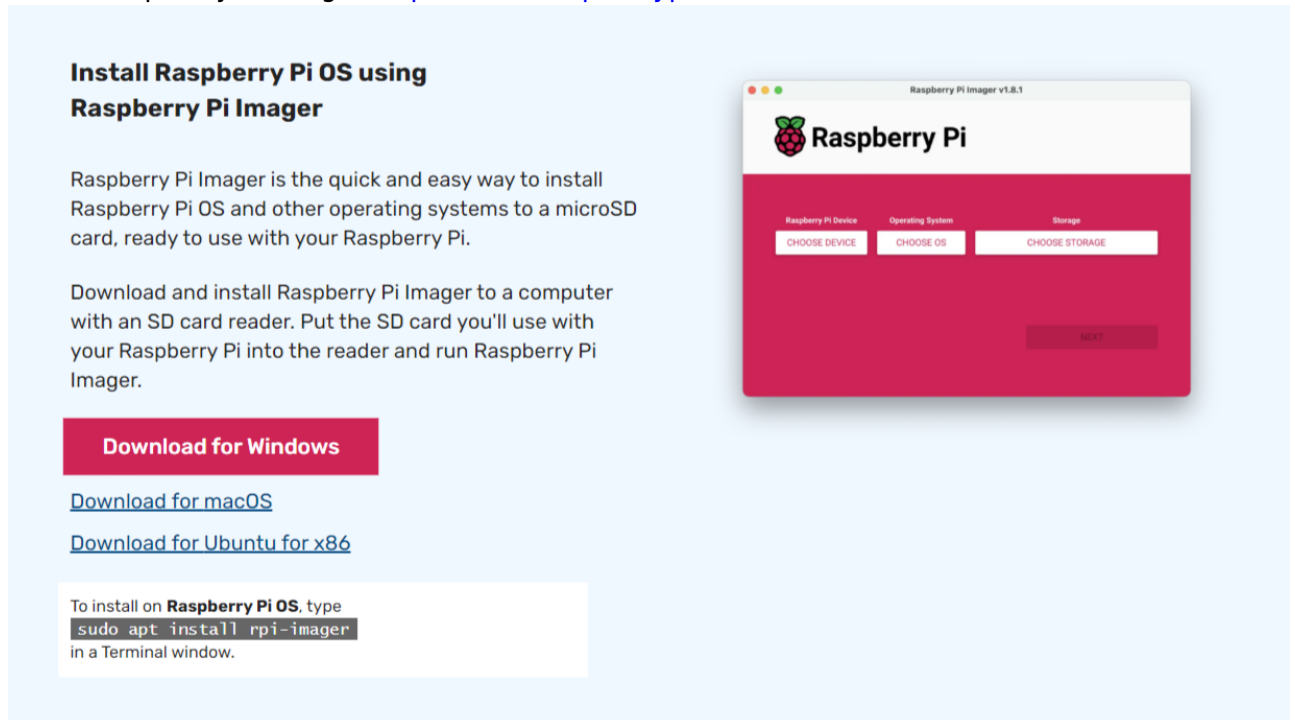 Install Raspberry Pi OS using
Raspberry Pi Imager
Raspberry Pi Imager is the quick and easy way to install
Raspberry Pi OS and other operating systems to a microSD
card, ready to use with your Raspberry Pi.
Download and install Raspberry Pi Imager to a computer
with an SD card reader. Put the SD card you'll use with
your Raspberry Pi into the reader and run Raspberry Pi
Imager.
Download for Windows
Download for macOS
Download for Ubuntu for x86
To install on Raspberry Pi OS, type
sudo apt install rpi-imager
in a Terminal window.
Raspberry Pi Imager v1.8.1
Raspberry Pi
Raspberry Pi Device Operating System Storage
CHOOSE DEVICE CHOOSE OS CHOOSE STORAGE
NEXT